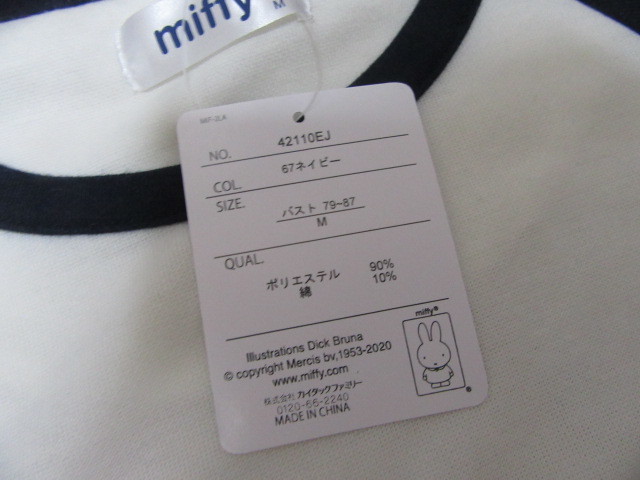 miffy
M
MIF-2LA
NO. 42110EJ
COL. 67ネイビー
SIZE. バスト 79~87
M
QUAL.
ポリエステル 90%
綿 10%
miffy®
Illustrations Dick Bruna
© copyright Mercis bv,1953-2020
www.miffy.com
株式会社 カイタックファミリー
0120-66-2240
MADE IN CHINA
®